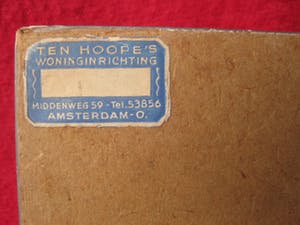 TEN HOOPE'S
WONINGINRICHTING
MIDDENWEG 59 - Tel. 53856
AMSTERDAM-O.